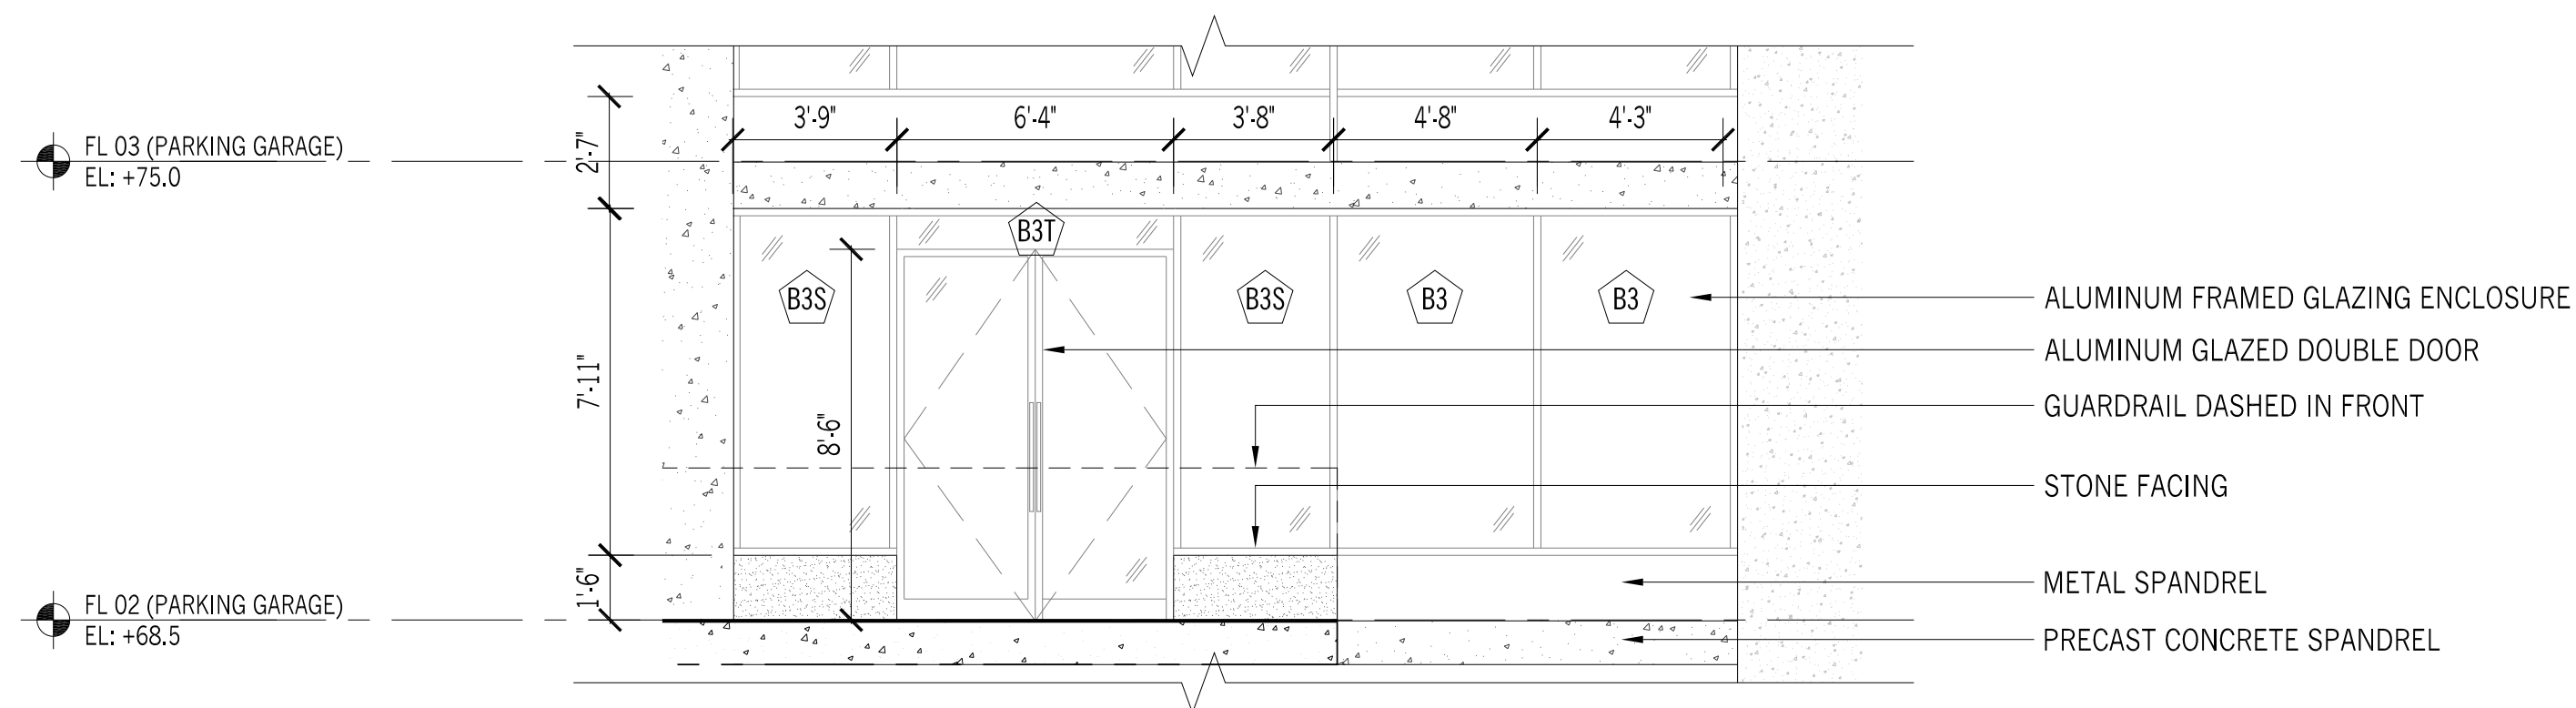 3'-9"
6'-4"
3'-8"
4'-8"
4'-3"
2'-7"
FL 03 (PARKING GARAGE)
EL: +75.0
B3T
B3S
B3S
B3
B3
ALUMINUM FRAMED GLAZING ENCLOSURE
ALUMINUM GLAZED DOUBLE DOOR
7'-11"
GUARDRAIL DASHED IN FRONT
8'-6"
STONE FACING
METAL SPANDREL
1'-6"
FL 02 (PARKING GARAGE)
EL: +68.5
PRECAST CONCRETE SPANDREL